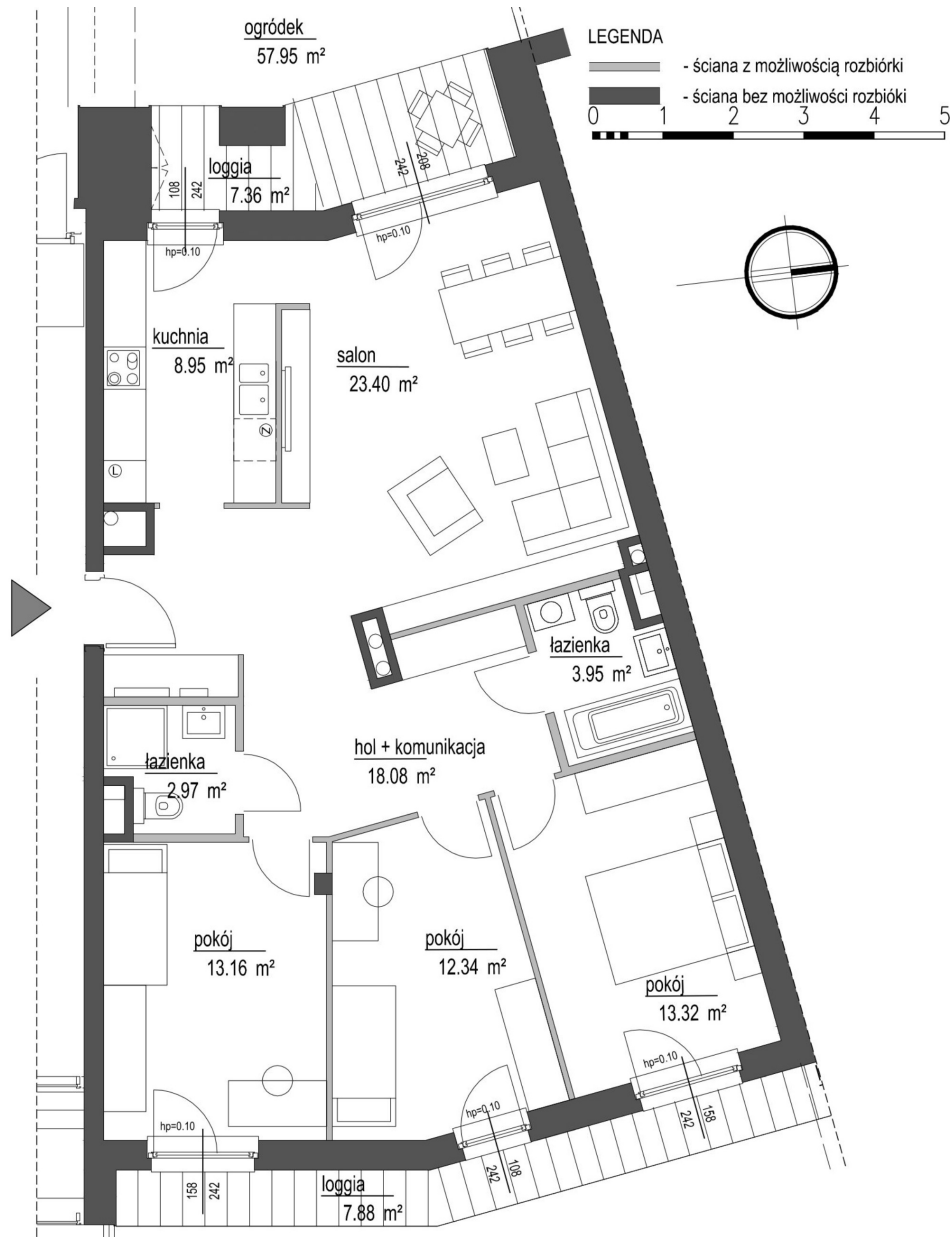 ogródek
57.95 m²
LEGENDA
- ściana z możliwością rozbiórki
- ściana bez możliwości rozbióki
0 1 2 3 4 5
loggia
7.36 m²
108
242
hp=0.10
242
208
hp=0.10
kuchnia
8.95 m²
salon
23.40 m²
Z
L
łazienka
3.95 m²
hol + komunikacja
18.08 m²
łazienka
2.97 m²
pokój
13.16 m²
pokój
12.34 m²
pokój
13.32 m²
hp=0.10
158
242
hp=0.10
242
108
hp=0.10
242
158
loggia
7.88 m²